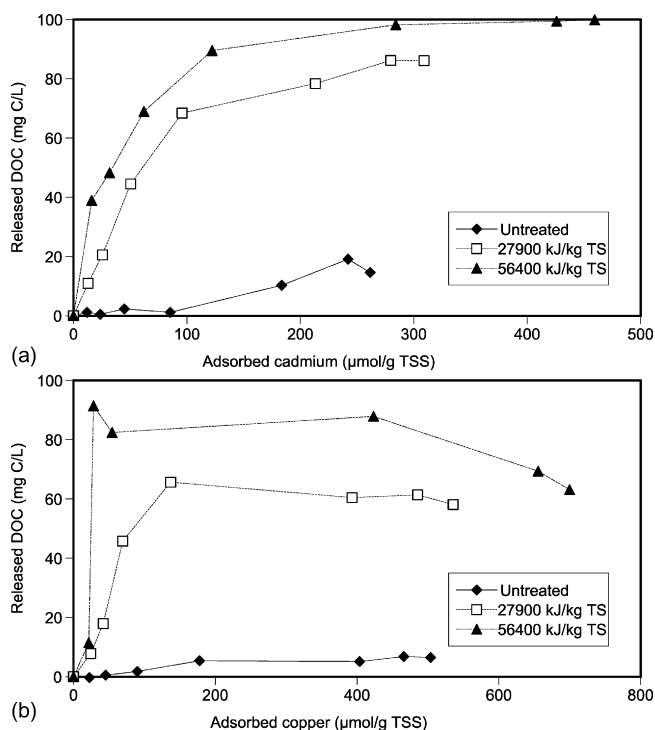 100
80
60
40
20
0
Released DOC (mg C/L)
Untreated
27900 kJ/kg TS
56400 kJ/kg TS
0 100 200 300 400 500
(a)
Adsorbed cadmium (μmol/g TSS)
100
80
60
40
20
0
Released DOC (mg C/L)
Untreated
27900 kJ/kg TS
56400 kJ/kg TS
0 200 400 600 800
(b)
Adsorbed copper (μmol/g TSS)